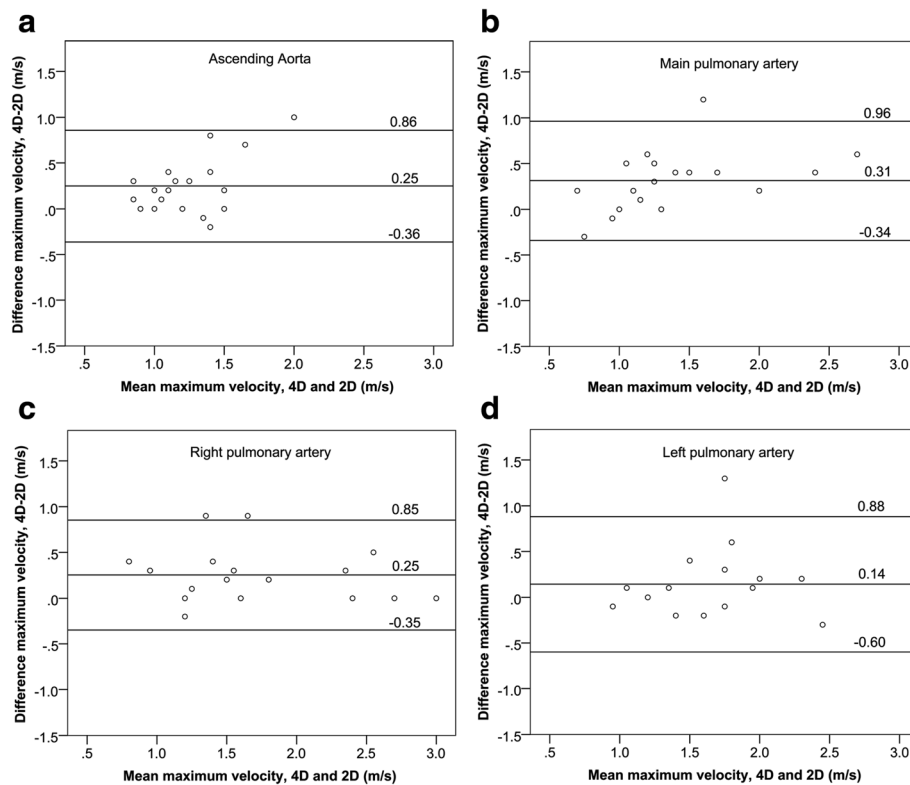 a
Ascending Aorta
Difference maximum velocity, 4D-2D (m/s)
1.5
1.0
.5
.0
-.5
-1.0
-1.5
0.86
0.25
-0.36
.5 1.0 1.5 2.0 2.5 3.0
Mean maximum velocity, 4D and 2D (m/s)
b
Main pulmonary artery
Difference maximum velocity, 4D-2D (m/s)
1.5
1.0
.5
.0
-.5
-1.0
-1.5
0.96
0.31
-0.34
.5 1.0 1.5 2.0 2.5 3.0
Mean maximum velocity, 4D and 2D (m/s)
c
Right pulmonary artery
Difference maximum velocity, 4D-2D (m/s)
1.5
1.0
.5
.0
-.5
-1.0
-1.5
0.85
0.25
-0.35
.5 1.0 1.5 2.0 2.5 3.0
Mean maximum velocity, 4D and 2D (m/s)
d
Left pulmonary artery
Difference maximum velocity, 4D-2D (m/s)
1.5
1.0
.5
.0
-.5
-1.0
-1.5
0.88
0.14
-0.60
.5 1.0 1.5 2.0 2.5 3.0
Mean maximum velocity, 4D and 2D (m/s)